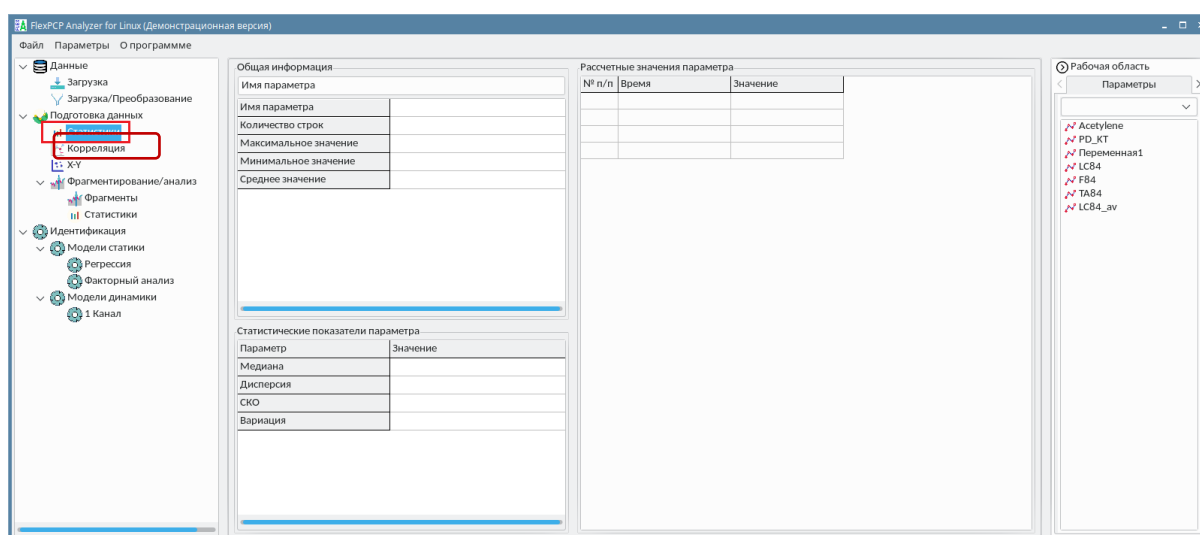 FlexPCP Analyzer for Linux (Демонстрационная версия)
Файл Параметры О программме
Данные
Загрузка
Загрузка/Преобразование
Подготовка данных
Корреляция
X-Y
Фрагментирование/анализ
Фрагменты
Статистики
Идентификация
Модели статики
Регрессия
Факторный анализ
Модели динамики
1 Канал
Общая информация
Имя параметра
Имя параметра
Количество строк
Максимальное значение
Минимальное значение
Среднее значение
Статистические показатели параметра
Параметр Значение
Медиана
Дисперсия
СКО
Вариация
Рассчетные значения параметра
№ п/п Время Значение
Рабочая область
Параметры
Acetylene
PD_KT
Переменная1
LC84
F84
TA84
LC84_av